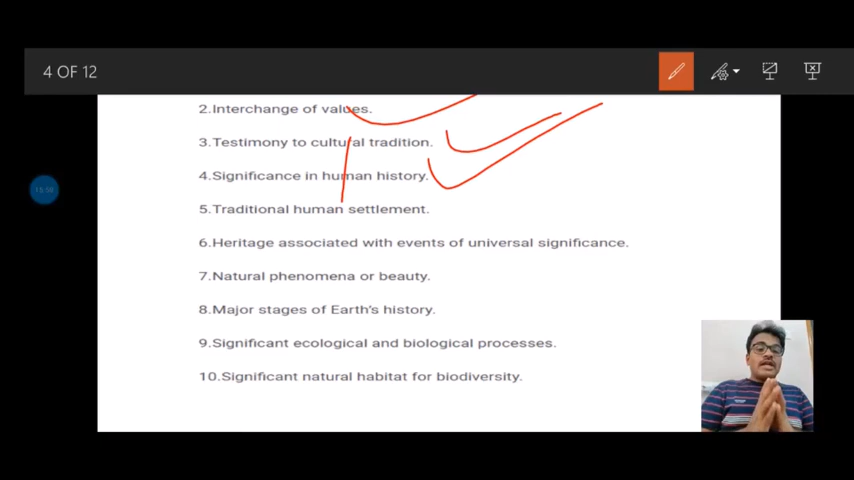 4 OF 12
2.Interchange of values.
3.Testimony to cultural tradition.
4.Significance in human history.
5.Traditional human settlement.
6.Heritage associated with events of universal significance.
7.Natural phenomena or beauty.
8.Major stages of Earth's history.
9.Significant ecological and biological processes.
10.Significant natural habitat for biodiversity.